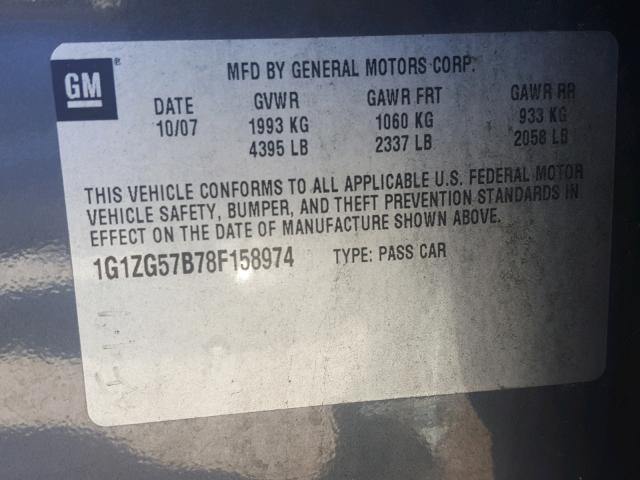 GM®
MFD BY GENERAL MOTORS CORP.
DATE GVWR GAWR FRT GAWR RR
10/07 1993 KG 1060 KG 933 KG
4395 LB 2337 LB 2058 LB
THIS VEHICLE CONFORMS TO ALL APPLICABLE U.S. FEDERAL MOTOR
VEHICLE SAFETY, BUMPER, AND THEFT PREVENTION STANDARDS IN
EFFECT ON THE DATE OF MANUFACTURE SHOWN ABOVE.
1G1ZG57B78F158974 TYPE: PASS CAR